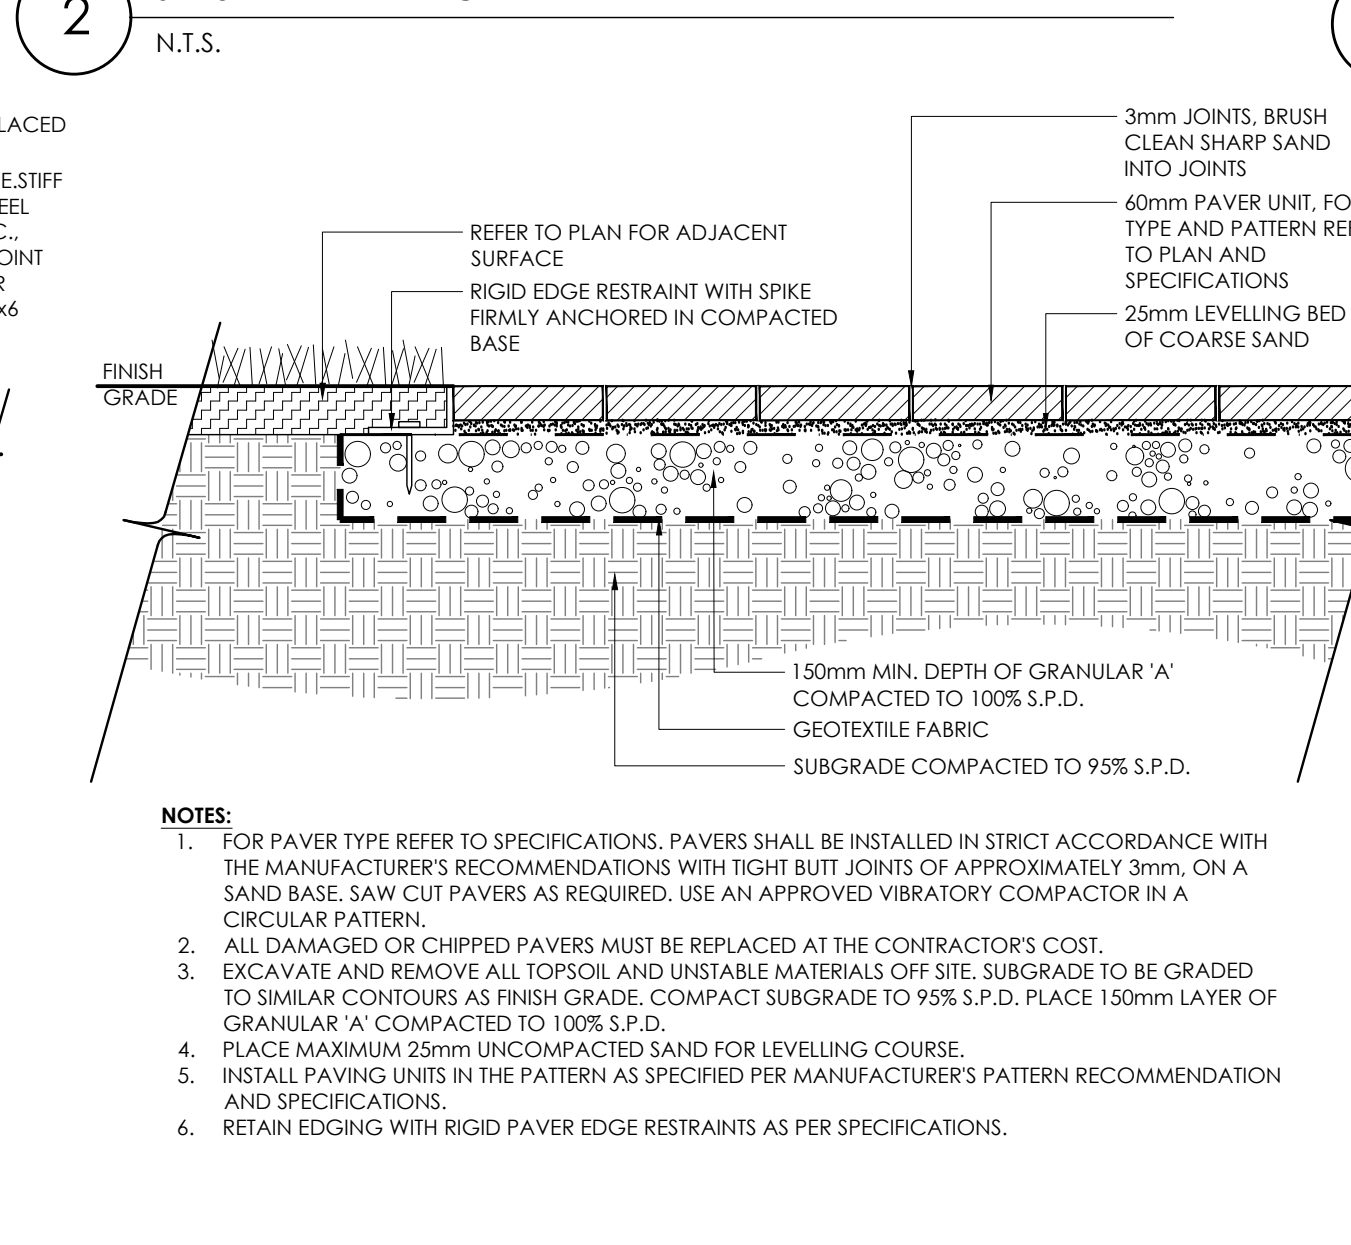 2
N.T.S.
LACED
E.STIFF
EEL
C.,
OINT
R
x6
3mm JOINTS, BRUSH
CLEAN SHARP SAND
INTO JOINTS
60mm PAVER UNIT, FO
TYPE AND PATTERN REF
TO PLAN AND
SPECIFICATIONS
25mm LEVELLING BED
OF COARSE SAND
REFER TO PLAN FOR ADJACENT
SURFACE
RIGID EDGE RESTRAINT WITH SPIKE
FIRMLY ANCHORED IN COMPACTED
BASE
FINISH
GRADE
150mm MIN. DEPTH OF GRANULAR 'A'
COMPACTED TO 100% S.P.D.
GEOTEXTILE FABRIC
SUBGRADE COMPACTED TO 95% S.P.D.
NOTES:
1. FOR PAVER TYPE REFER TO SPECIFICATIONS. PAVERS SHALL BE INSTALLED IN STRICT ACCORDANCE WITH
THE MANUFACTURER'S RECOMMENDATIONS WITH TIGHT BUTT JOINTS OF APPROXIMATELY 3mm, ON A
SAND BASE. SAW CUT PAVERS AS REQUIRED. USE AN APPROVED VIBRATORY COMPACTOR IN A
CIRCULAR PATTERN.
2. ALL DAMAGED OR CHIPPED PAVERS MUST BE REPLACED AT THE CONTRACTOR'S COST.
3. EXCAVATE AND REMOVE ALL TOPSOIL AND UNSTABLE MATERIALS OFF SITE. SUBGRADE TO BE GRADED
TO SIMILAR CONTOURS AS FINISH GRADE. COMPACT SUBGRADE TO 95% S.P.D. PLACE 150mm LAYER OF
GRANULAR 'A' COMPACTED TO 100% S.P.D.
4. PLACE MAXIMUM 25mm UNCOMPACTED SAND FOR LEVELLING COURSE.
5. INSTALL PAVING UNITS IN THE PATTERN AS SPECIFIED PER MANUFACTURER'S PATTERN RECOMMENDATION
AND SPECIFICATIONS.
6. RETAIN EDGING WITH RIGID PAVER EDGE RESTRAINTS AS PER SPECIFICATIONS.